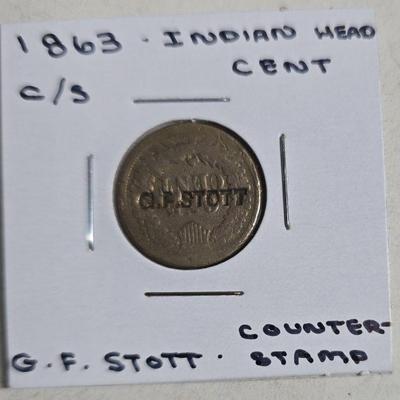 1863 - INDIAN HEAD
CENT
C/S
G.F.STOTT
COUNTER-
G.F. STOTT. STAMP